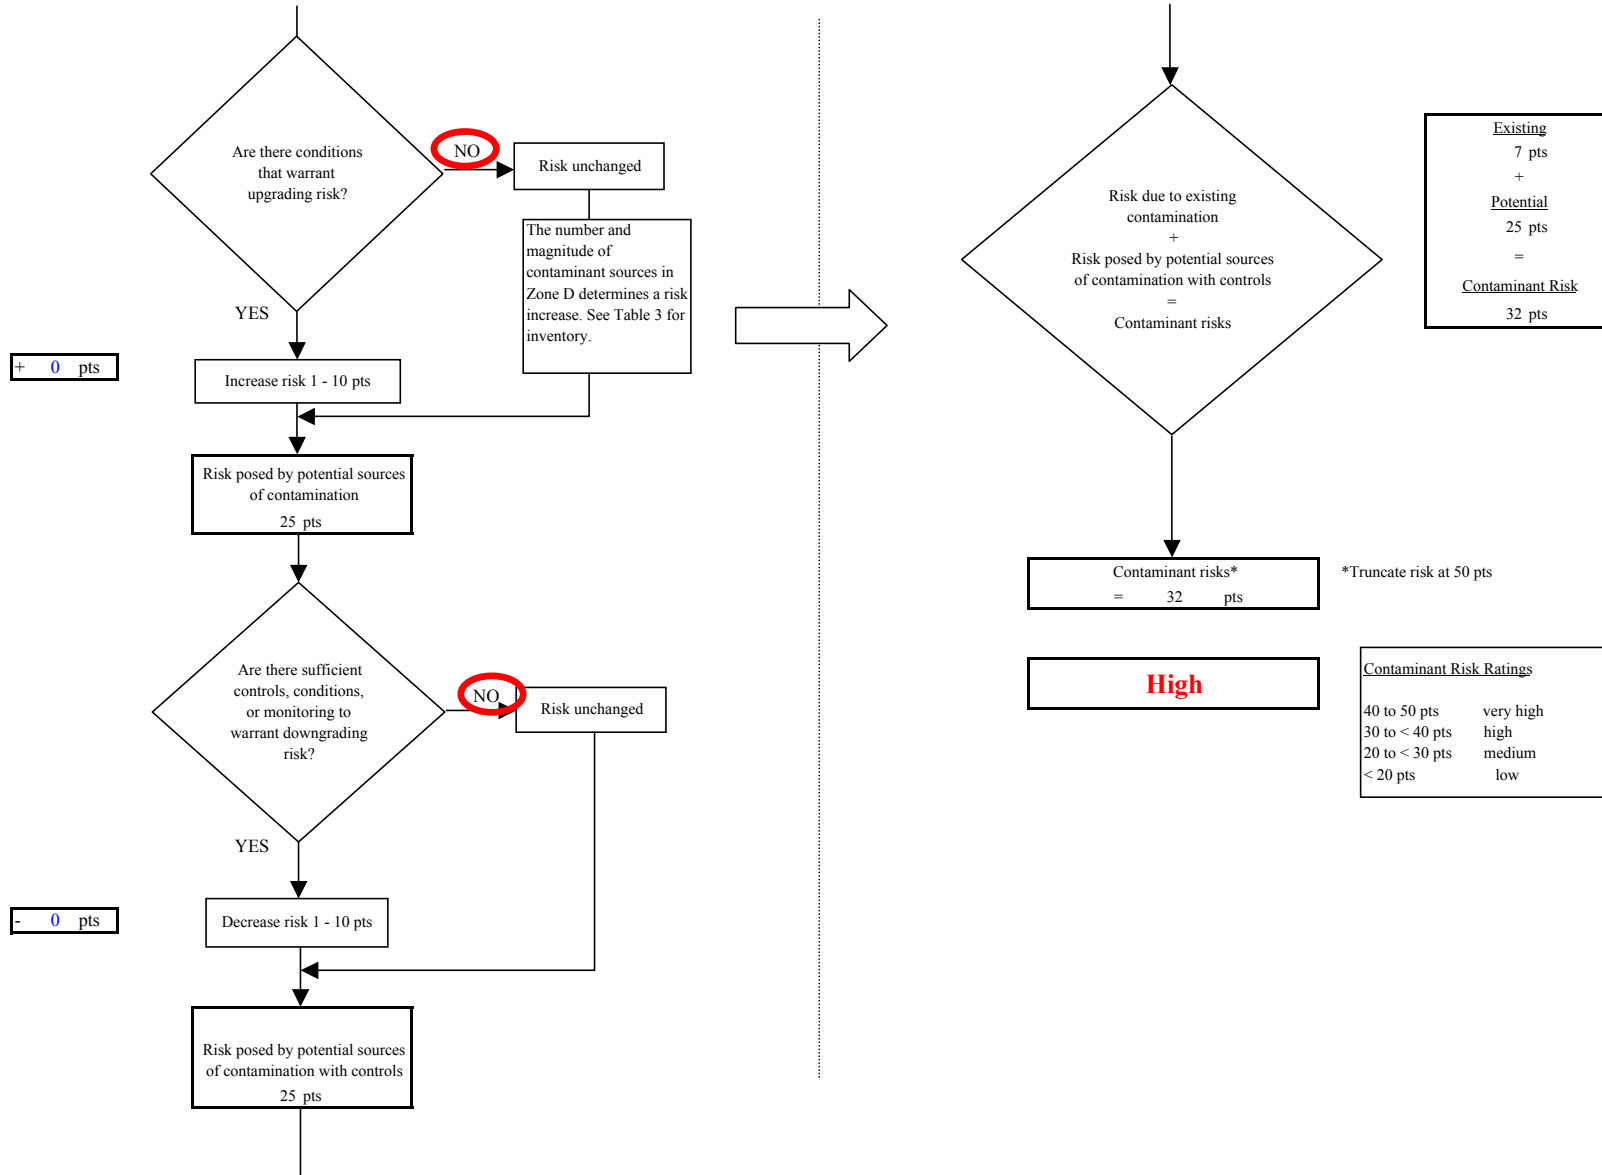 Are there conditions
that warrant
upgrading risk?
NO
Risk unchanged
The number and
magnitude of
contaminant sources in
Zone D determines a risk
increase. See Table 3 for
inventory.
YES
+ 0 pts
Increase risk 1 - 10 pts
Risk posed by potential sources
of contamination
25 pts
Are there sufficient
controls, conditions,
or monitoring to
warrant downgrading
risk?
NO
Risk unchanged
YES
- 0 pts
Decrease risk 1 - 10 pts
Risk posed by potential sources
of contamination with controls
25 pts
Risk due to existing
contamination
+
Risk posed by potential sources
of contamination with controls
=
Contaminant risks
Existing
7 pts
+
Potential
25 pts
=
Contaminant Risk
32 pts
Contaminant risks*
= 32 pts
*Truncate risk at 50 pts
High
Contaminant Risk Ratings
40 to 50 pts very high
30 to < 40 pts high
20 to < 30 pts medium
< 20 pts low